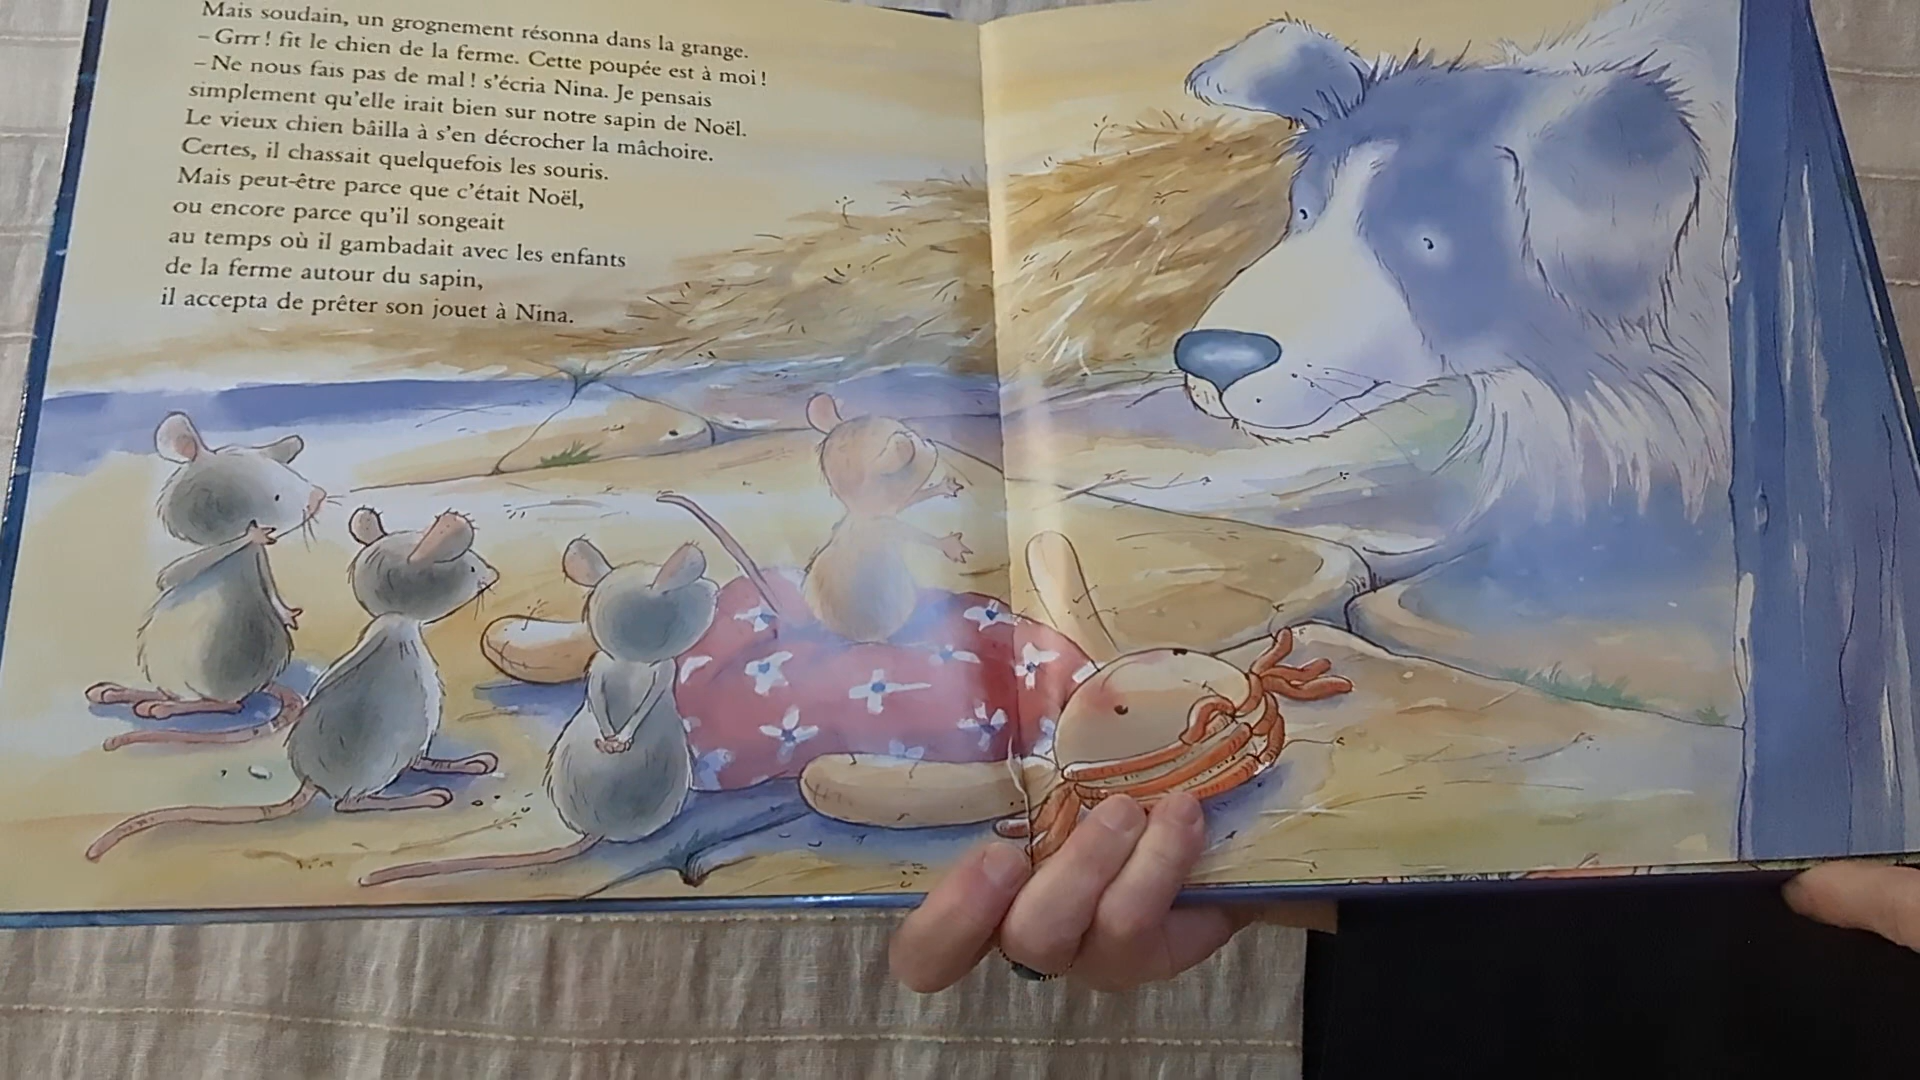 Mais soudain, un grognement résonna dans la grange.
– Grrr ! fit le chien de la ferme. Cette poupée est à moi !
– Ne nous fais pas de mal ! s'écria Nina. Je pensais
simplement qu'elle irait bien sur notre sapin de Noël.
Le vieux chien bâilla à s'en décrocher la mâchoire.
Certes, il chassait quelquefois les souris.
Mais peut-être parce que c'était Noël,
ou encore parce qu'il songeait
au temps où il gambadait avec les enfants
de la ferme autour du sapin,
il accepta de prêter son jouet à Nina.